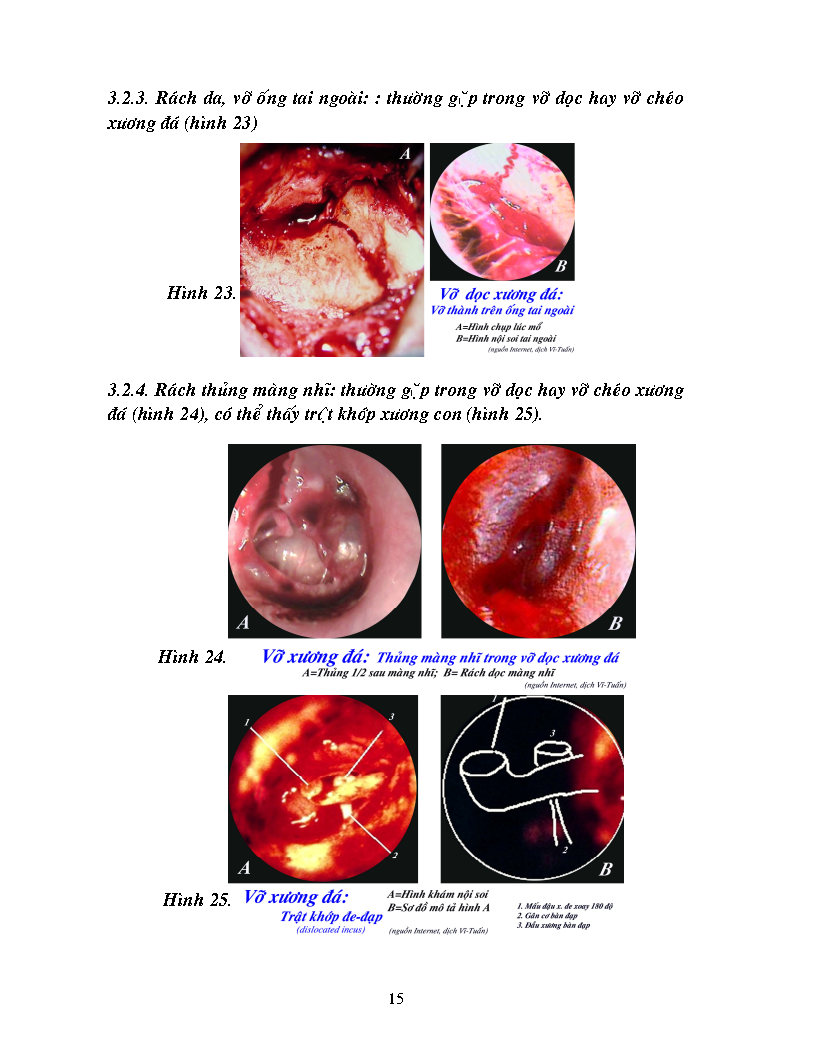 3.2.3. Rách da, vỡ ống tai ngoài: : thường gặp trong vỡ dọc hay vỡ chéo
xương đá (hình 23)
A
B
Hình 23.
Vỡ dọc xương đá:
Vỡ thành trên ống tai ngoài
A=Hình chụp lúc mổ
B=Hình nội soi tai ngoài
(nguồn Internet, dịch Vĩ-Tuấn)
3.2.4. Rách thủng màng nhĩ: thường gặp trong vỡ dọc hay vỡ chéo xương
đá (hình 24), có thể thấy trật khớp xương con (hình 25).
A
B
Hình 24.
Vỡ xương đá: Thủng màng nhĩ trong vỡ dọc xương đá
A=Thủng 1/2 sau màng nhĩ; B= Rách dọc màng nhĩ
(nguồn Internet, dịch Vĩ-Tuấn)
1
3
2
A
1
3
2
B
Hình 25.
Vỡ xương đá:
Trật khớp đe-đạp
(dislocated incus)
A=Hình khám nội soi
B=Sơ đồ mô tả hình A
(nguồn Internet, dịch Vĩ-Tuấn)
1. Mấu đậu x. đe xoay 180 độ
2. Gân cơ bàn đạp
3. Đầu xương bàn đạp
15